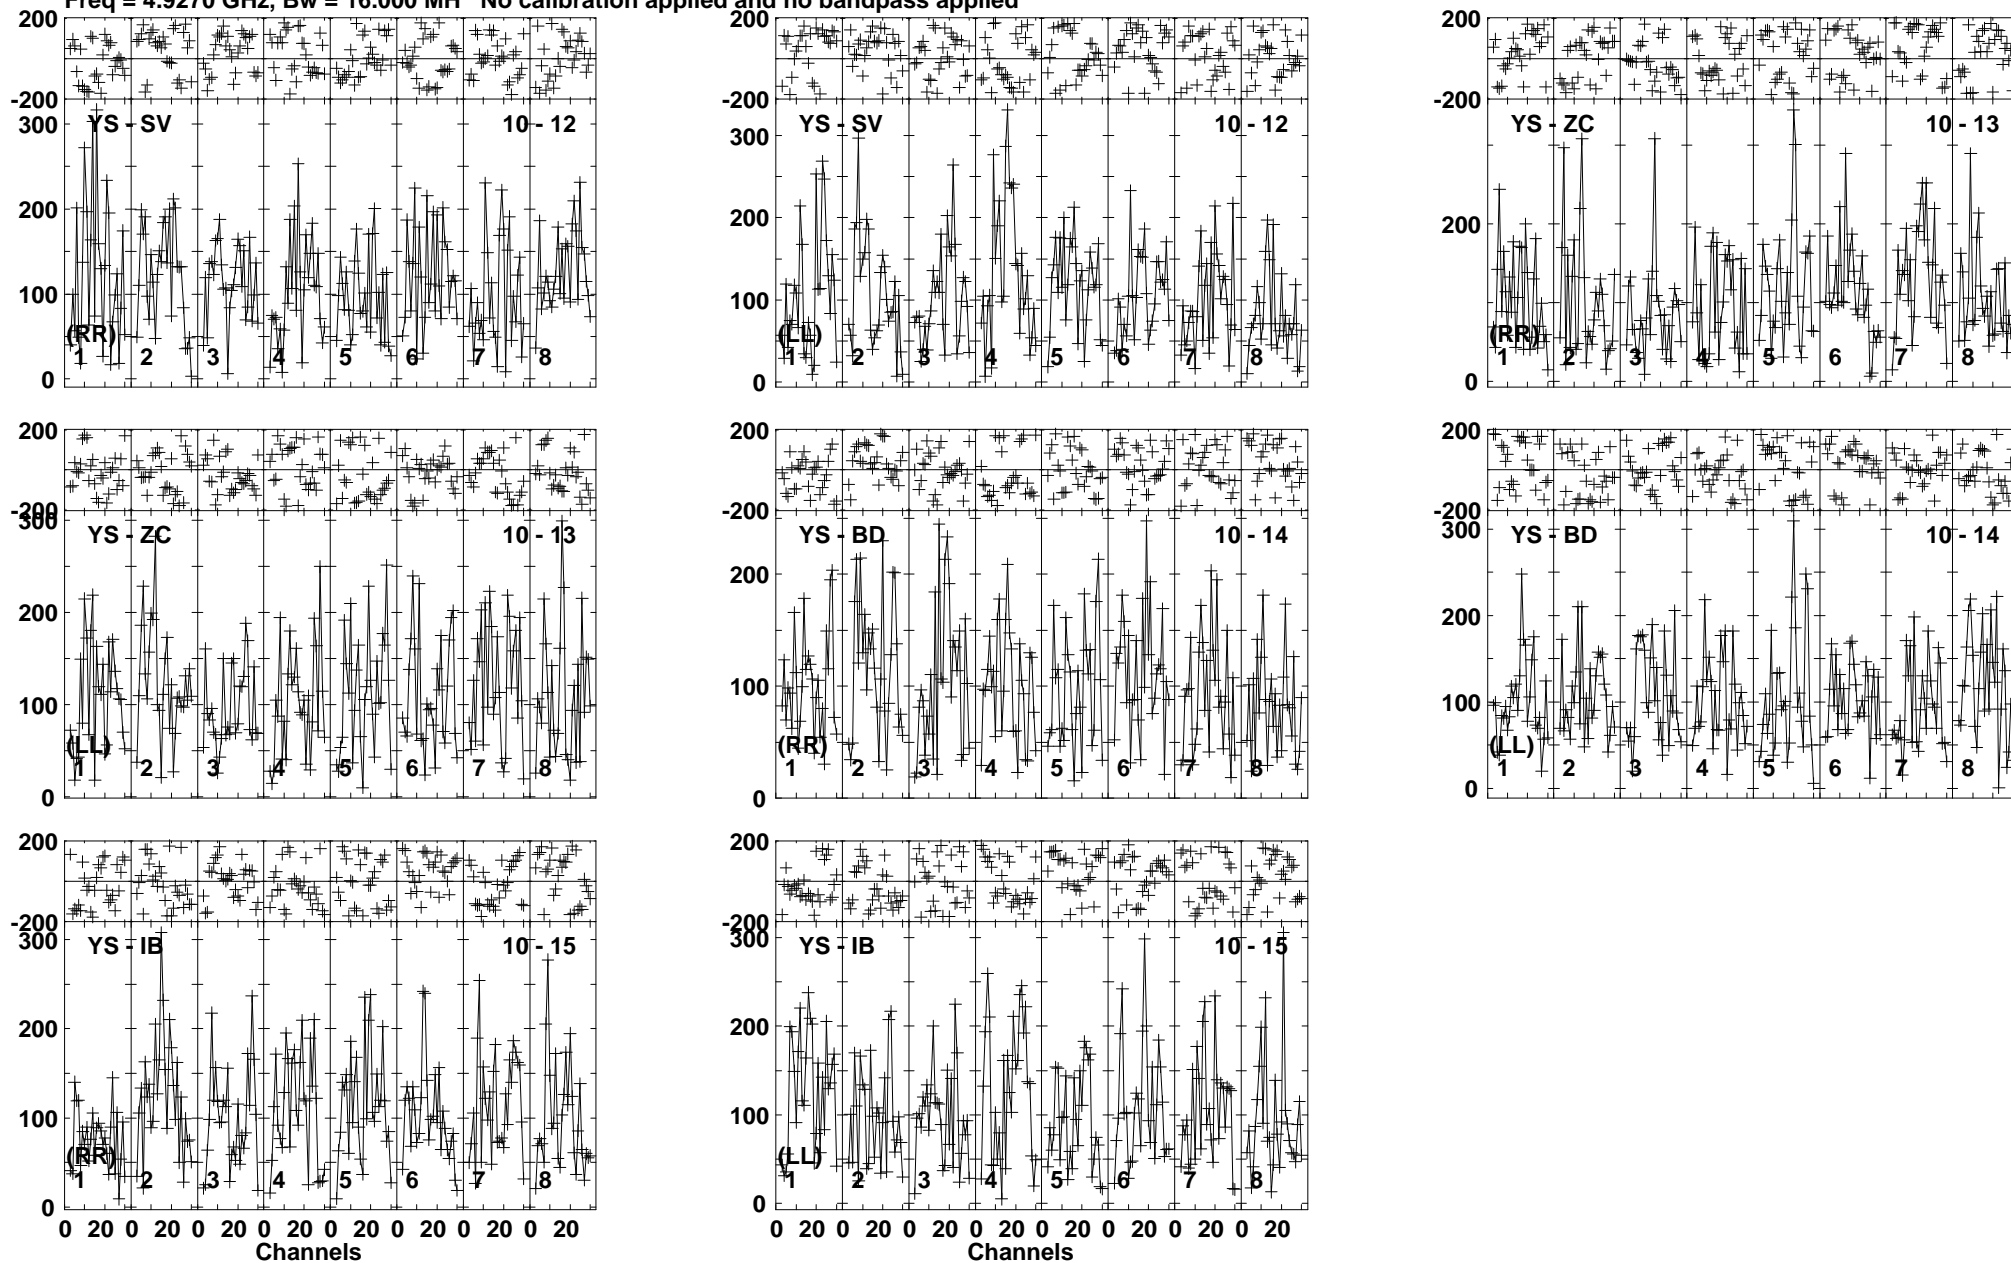 Freq = 4.9270 GHz, Bw = 16.000 MH No calibration applied and no bandpass applied
200 200 200
-200 -200 -200
YS - SV 10 - 12 YS - SV 10 - 12 YS - ZC 10 - 13
300 300
200 200 200
100 100
(RR) (LL) (RR)
1 2 3 4 5 6 7 8 1 2 3 4 5 6 7 8 1 2 3 4 5 6 7 8
0 0 0
200 200 200
-200 -200 -200
YS - ZC 10 - 13 YS - BD 10 - 14 YS - BD 10 - 14
300 300
200 200 200
100 100 100
(LL) (RR) (LL)
1 2 3 4 5 6 7 8 1 2 3 4 5 6 7 8 1 2 3 4 5 6 7 8
0 0 0
200 200
-200 -200
YS - IB 10 - 15 YS - IB 10 - 15
300 300
200 200
100 100
(RR) (LL)
1 2 3 4 5 6 7 8 1 2 3 4 5 6 7 8
0 0
0 20 0 20 0 20 0 20 0 20 0 20 0 20 0 20 0 20 0 20 0 20 0 20 0 20 0 20 0 20 0 20
Channels Channels